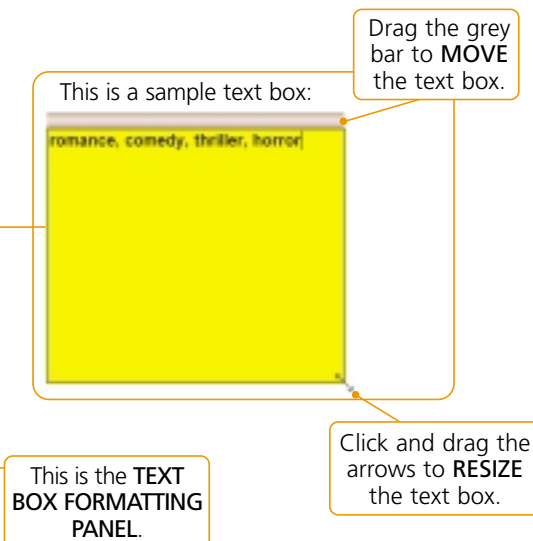 Drag the grey
bar to MOVE
the text box.
This is a sample text box:
romance, comedy, thriller, horror
Click and drag the
arrows to RESIZE
the text box.
This is the TEXT
BOX FORMATTING
PANEL.